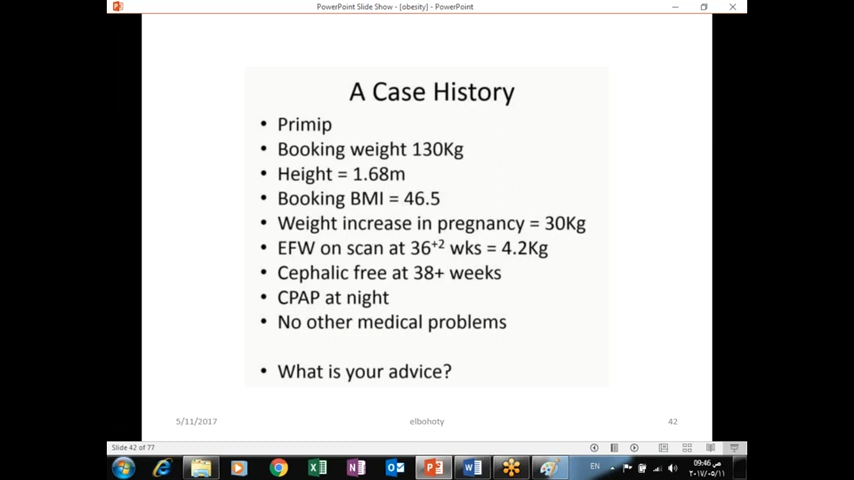 PowerPoint Slide Show - [obesity] - PowerPoint
A Case History
• Primip
• Booking weight 130Kg
• Height = 1.68m
• Booking BMI = 46.5
• Weight increase in pregnancy = 30Kg
• EFW on scan at 36+2 wks = 4.2Kg
• Cephalic free at 38+ weeks
• CPAP at night
• No other medical problems
• What is your advice?
5/11/2017
elbohoty
42
Slide 42 of 77
EN
09:46 ص
٢٠١٧/٠٥/١١